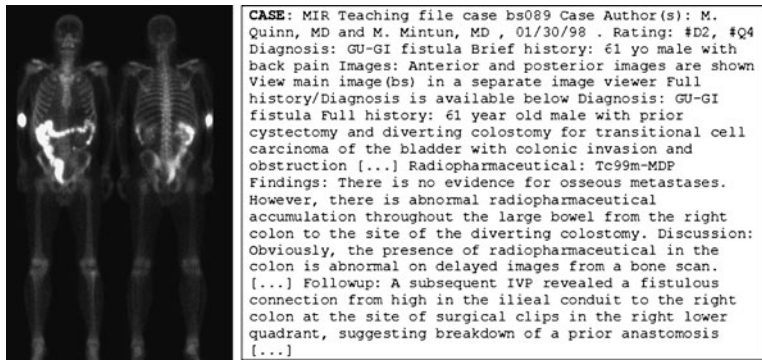 CASE: MIR Teaching file case bs089 Case Author(s): M.
Quinn, MD and M. Mintun, MD , 01/30/98 . Rating: #D2, #Q4
Diagnosis: GU-GI fistula Brief history: 61 yo male with
back pain Images: Anterior and posterior images are shown
View main image(bs) in a separate image viewer Full
history/Diagnosis is available below Diagnosis: GU-GI
fistula Full history: 61 year old male with prior
cystectomy and diverting colostomy for transitional cell
carcinoma of the bladder with colonic invasion and
obstruction [...] Radiopharmaceutical: Tc99m-MDP
Findings: There is no evidence for osseous metastases.
However, there is abnormal radiopharmaceutical
accumulation throughout the large bowel from the right
colon to the site of the diverting colostomy. Discussion:
Obviously, the presence of radiopharmaceutical in the
colon is abnormal on delayed images from a bone scan.
[...] Followup: A subsequent IVP revealed a fistulous
connection from high in the ilieal conduit to the right
colon at the site of surgical clips in the right lower
quadrant, suggesting breakdown of a prior anastomosis
[...]